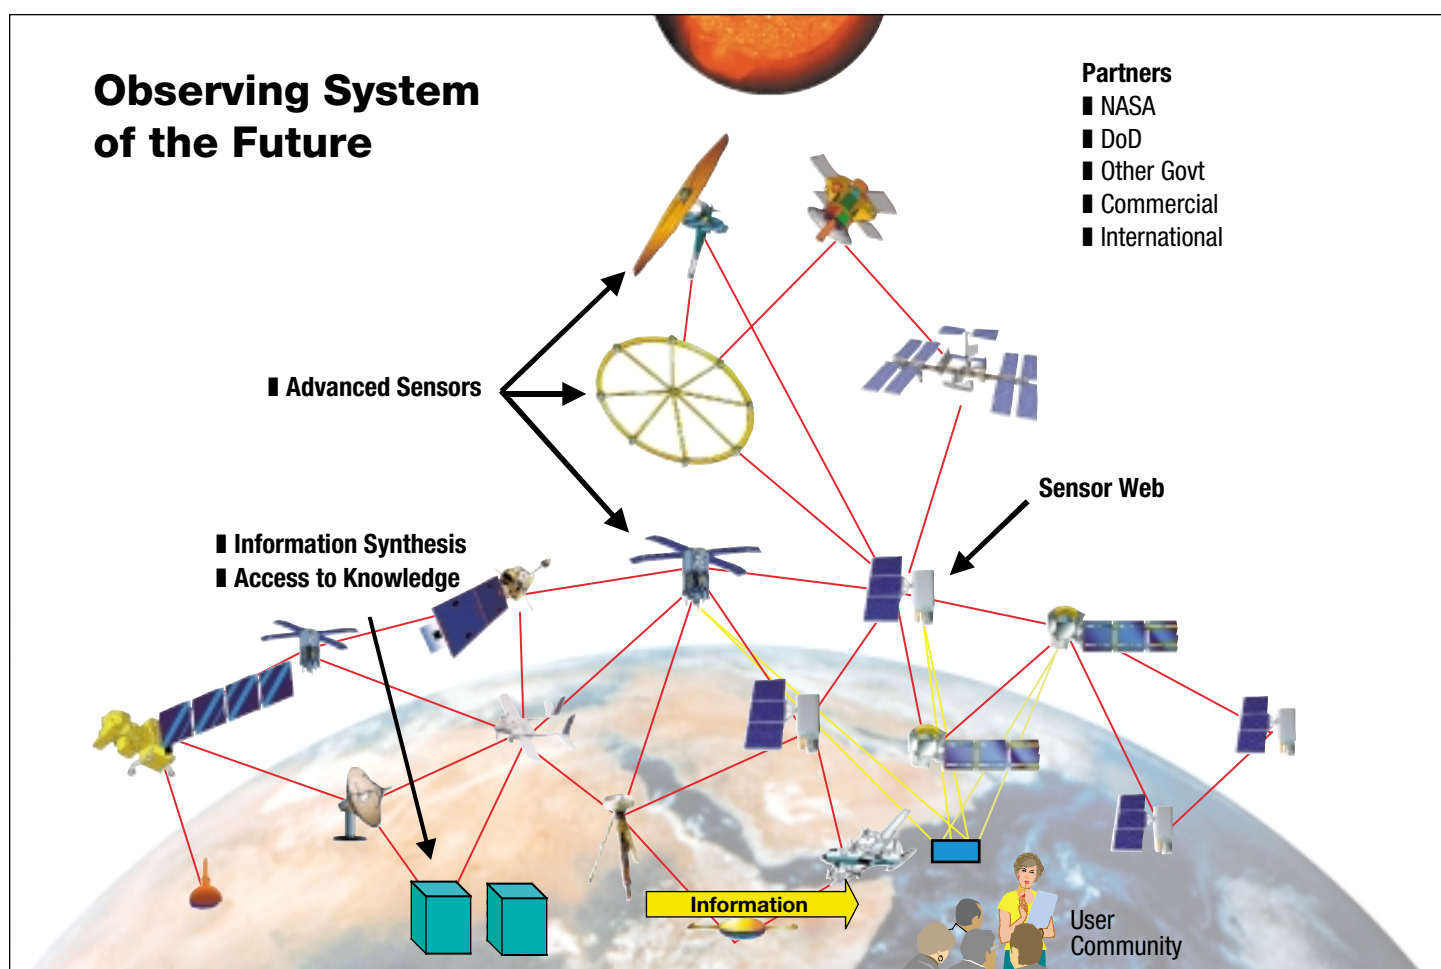 Observing System
of the Future
Partners
▮ NASA
▮ DoD
▮ Other Govt
▮ Commercial
▮ International
▮ Advanced Sensors
Sensor Web
▮ Information Synthesis
▮ Access to Knowledge
Information
User
Community